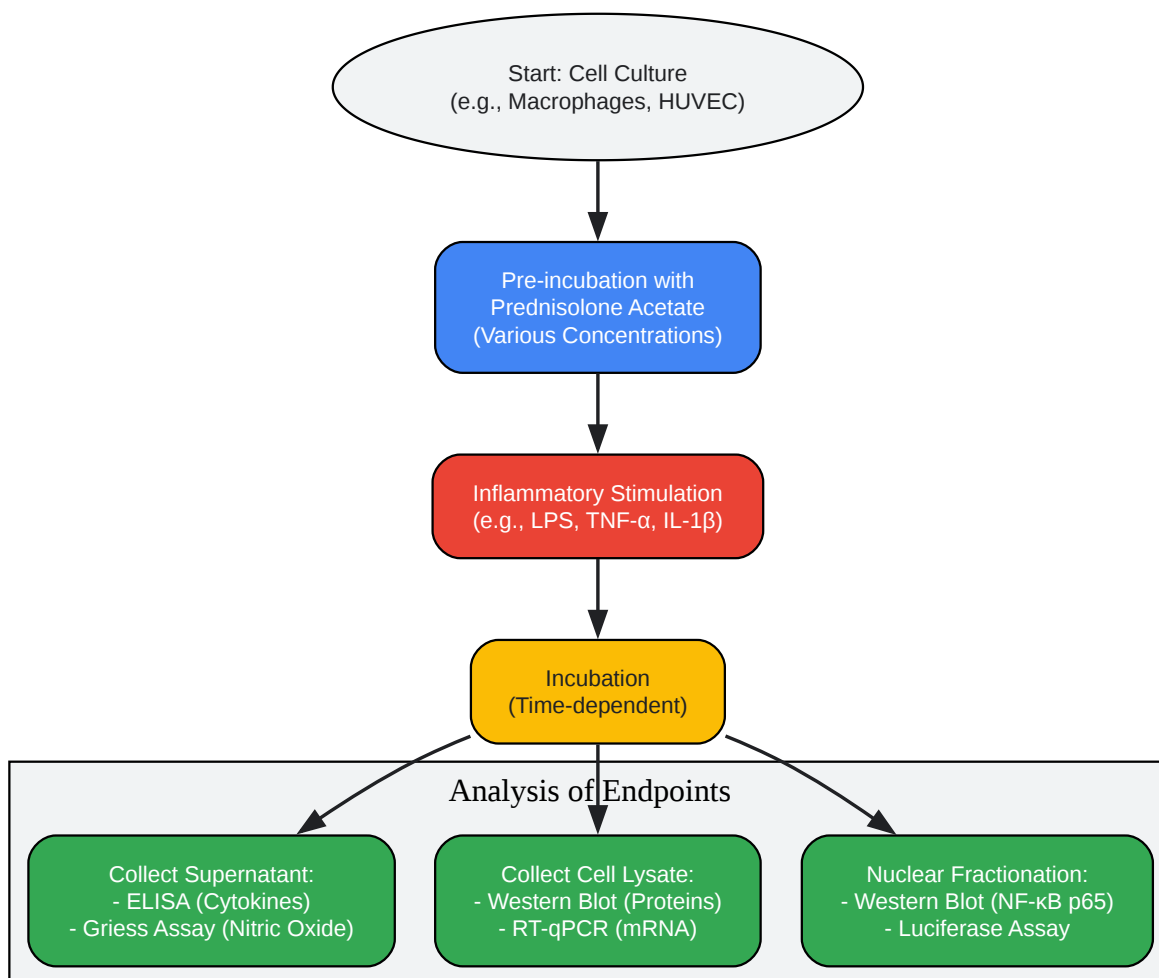 Start: Cell Culture
(e.g., Macrophages, HUVEC)
Pre-incubation with
Prednisolone Acetate
(Various Concentrations)
Inflammatory Stimulation
(e.g., LPS, TNF-α, IL-1β)
Incubation
(Time-dependent)
Analysis of Endpoints
Collect Supernatant:
- ELISA (Cytokines)
- Griess Assay (Nitric Oxide)
Collect Cell Lysate:
- Western Blot (Proteins)
- RT-qPCR (mRNA)
Nuclear Fractionation:
- Western Blot (NF-κB p65)
- Luciferase Assay